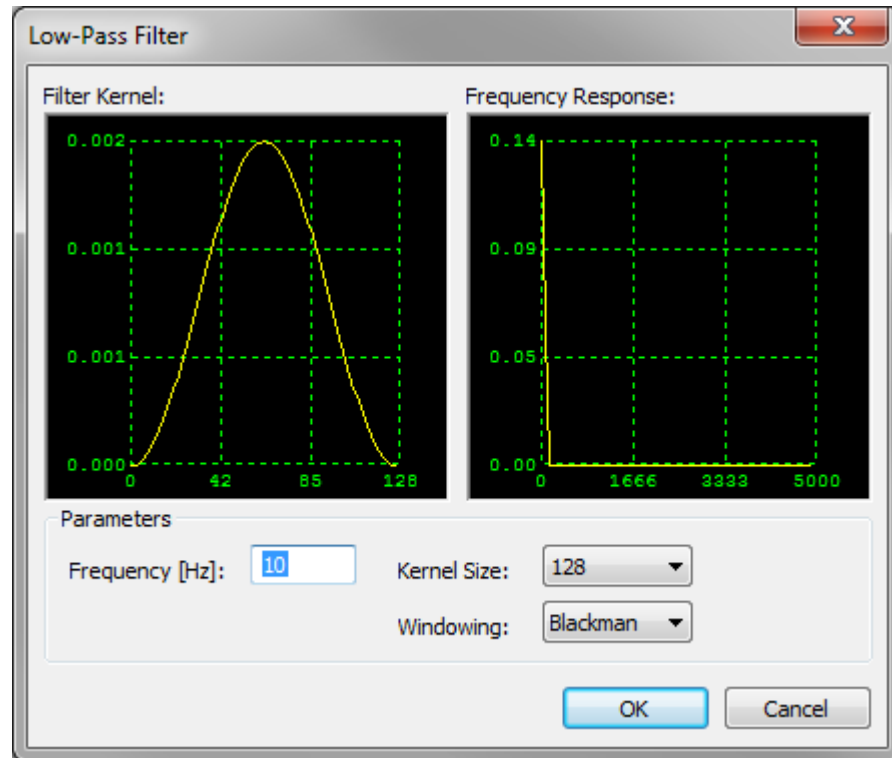 Low-Pass Filter
Filter Kernel:
0.002
0.001
0.001
0.000
0 42 85 128
Frequency Response:
0.14
0.09
0.05
0.00
0 1666 3333 5000
Parameters
Frequency [Hz]: 10
Kernel Size: 128
Windowing: Blackman
OK Cancel